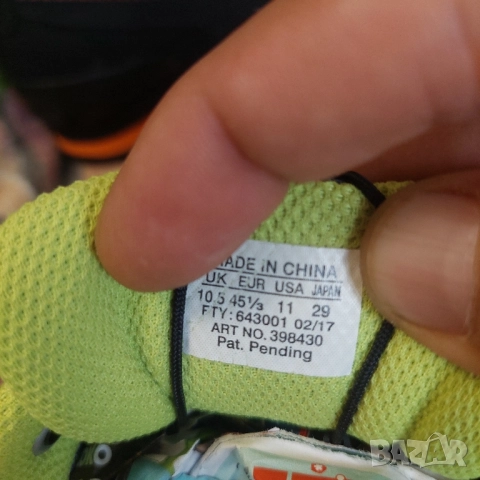 MADE IN CHINA
UK EUR USA JAPAN
10.5 45⅓ 11 29
FTY: 643001 02/17
ART NO. 398430
Pat. Pending
BAZAR